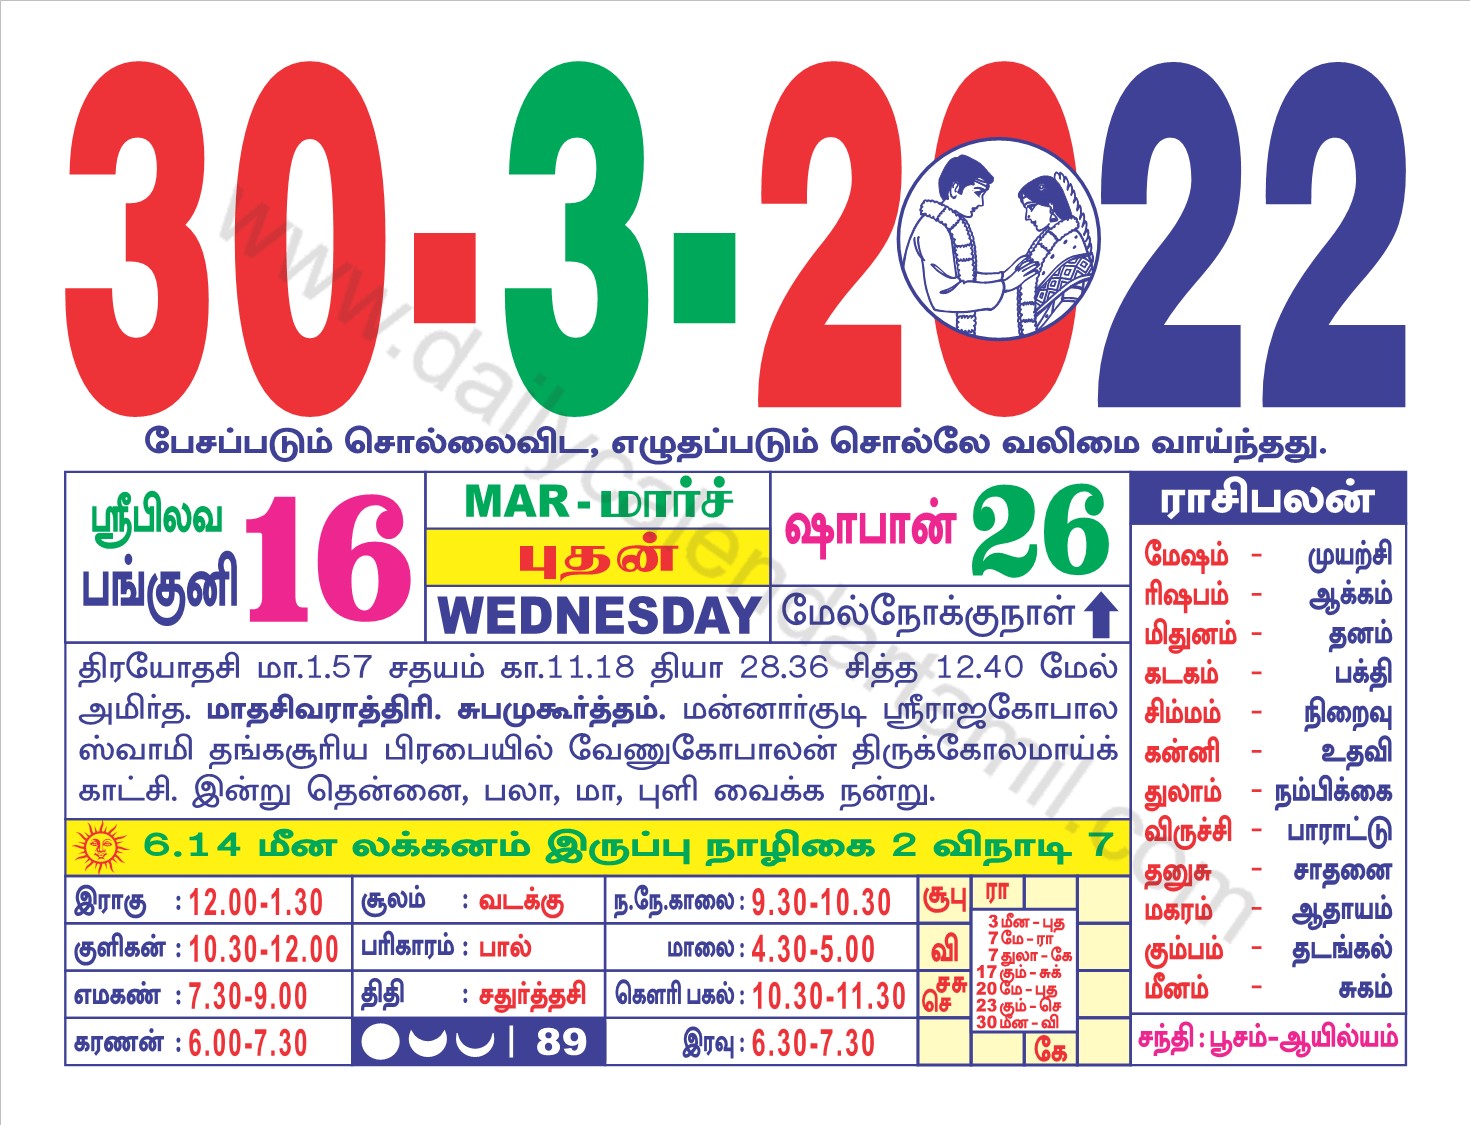 30-3-2022
பேசப்படும் சொல்லைவிட, எழுதப்படும் சொல்லே வலிமை வாய்ந்தது.
ஸ்ரீபிலவ
பங்குனி 16
MAR - மார்ச்
புதன்
WEDNESDAY
ஷாபான் 26
மேல்நோக்குநாள்
திரயோதசி மா.1.57 சதயம் கா.11.18 தியா 28.36 சித்த 12.40 மேல்
அமிர்த. மாதசிவராத்திரி. சுபமுகூர்த்தம். மன்னார்குடி ஸ்ரீராஜகோபால
ஸ்வாமி தங்கசூரிய பிரபையில் வேணுகோபாலன் திருக்கோலமாய்க்
காட்சி. இன்று தென்னை, பலா, மா, புளி வைக்க நன்று.
6.14 மீன லக்கனம் இருப்பு நாழிகை 2 விநாடி 7
இராகு : 12.00-1.30
குளிகன் : 10.30-12.00
எமகண் : 7.30-9.00
கரணன் : 6.00-7.30
சூலம் : வடக்கு
பரிகாரம் : பால்
திதி : சதுர்த்தசி
89
ந.நே.காலை : 9.30-10.30
மாலை : 4.30-5.00
கௌரி பகல் : 10.30-11.30
இரவு : 6.30-7.30
சூபு
ரா
வி
சசு
செ
கே
3 மீன - புத
7 மே - ரா
7 துலா - கே
17 கும் - சுக்
20 மே - புத
23 கும் - செ
30 மீன - வி
ராசிபலன்
மேஷம் - முயற்சி
ரிஷபம் - ஆக்கம்
மிதுனம் - தனம்
கடகம் - பக்தி
சிம்மம் - நிறைவு
கன்னி - உதவி
துலாம் - நம்பிக்கை
விருச்சி - பாராட்டு
தனுசு - சாதனை
மகரம் - ஆதாயம்
கும்பம் - தடங்கல்
மீனம் - சுகம்
சந்தி : பூசம்-ஆயில்யம்
www.dailycalendartamil.com